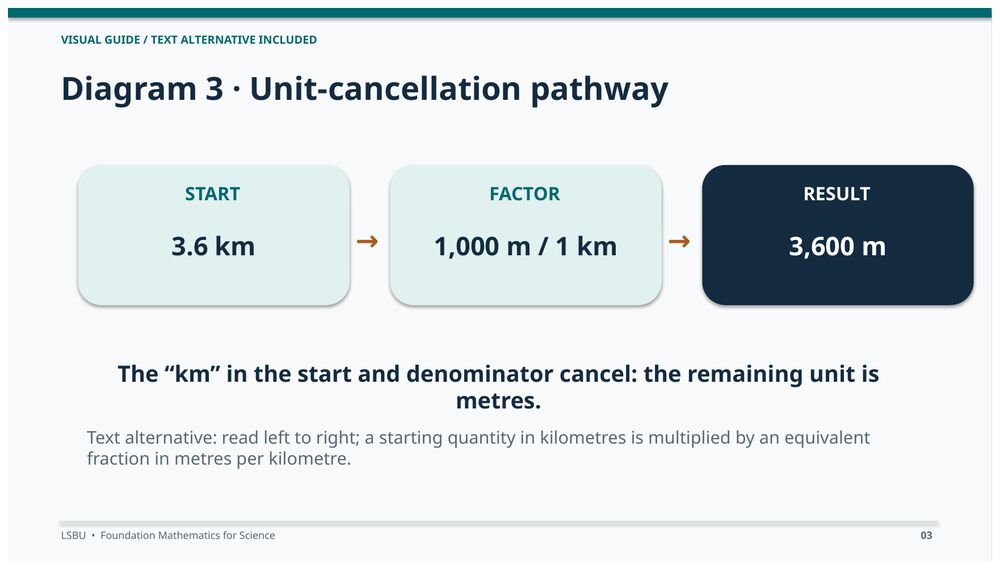 VISUAL GUIDE / TEXT ALTERNATIVE INCLUDED
Diagram 3 · Unit-cancellation pathway
START
3.6 km
→
FACTOR
1,000 m / 1 km
→
RESULT
3,600 m
The “km” in the start and denominator cancel: the remaining unit is
metres.
Text alternative: read left to right; a starting quantity in kilometres is multiplied by an equivalent
fraction in metres per kilometre.
LSBU • Foundation Mathematics for Science
03